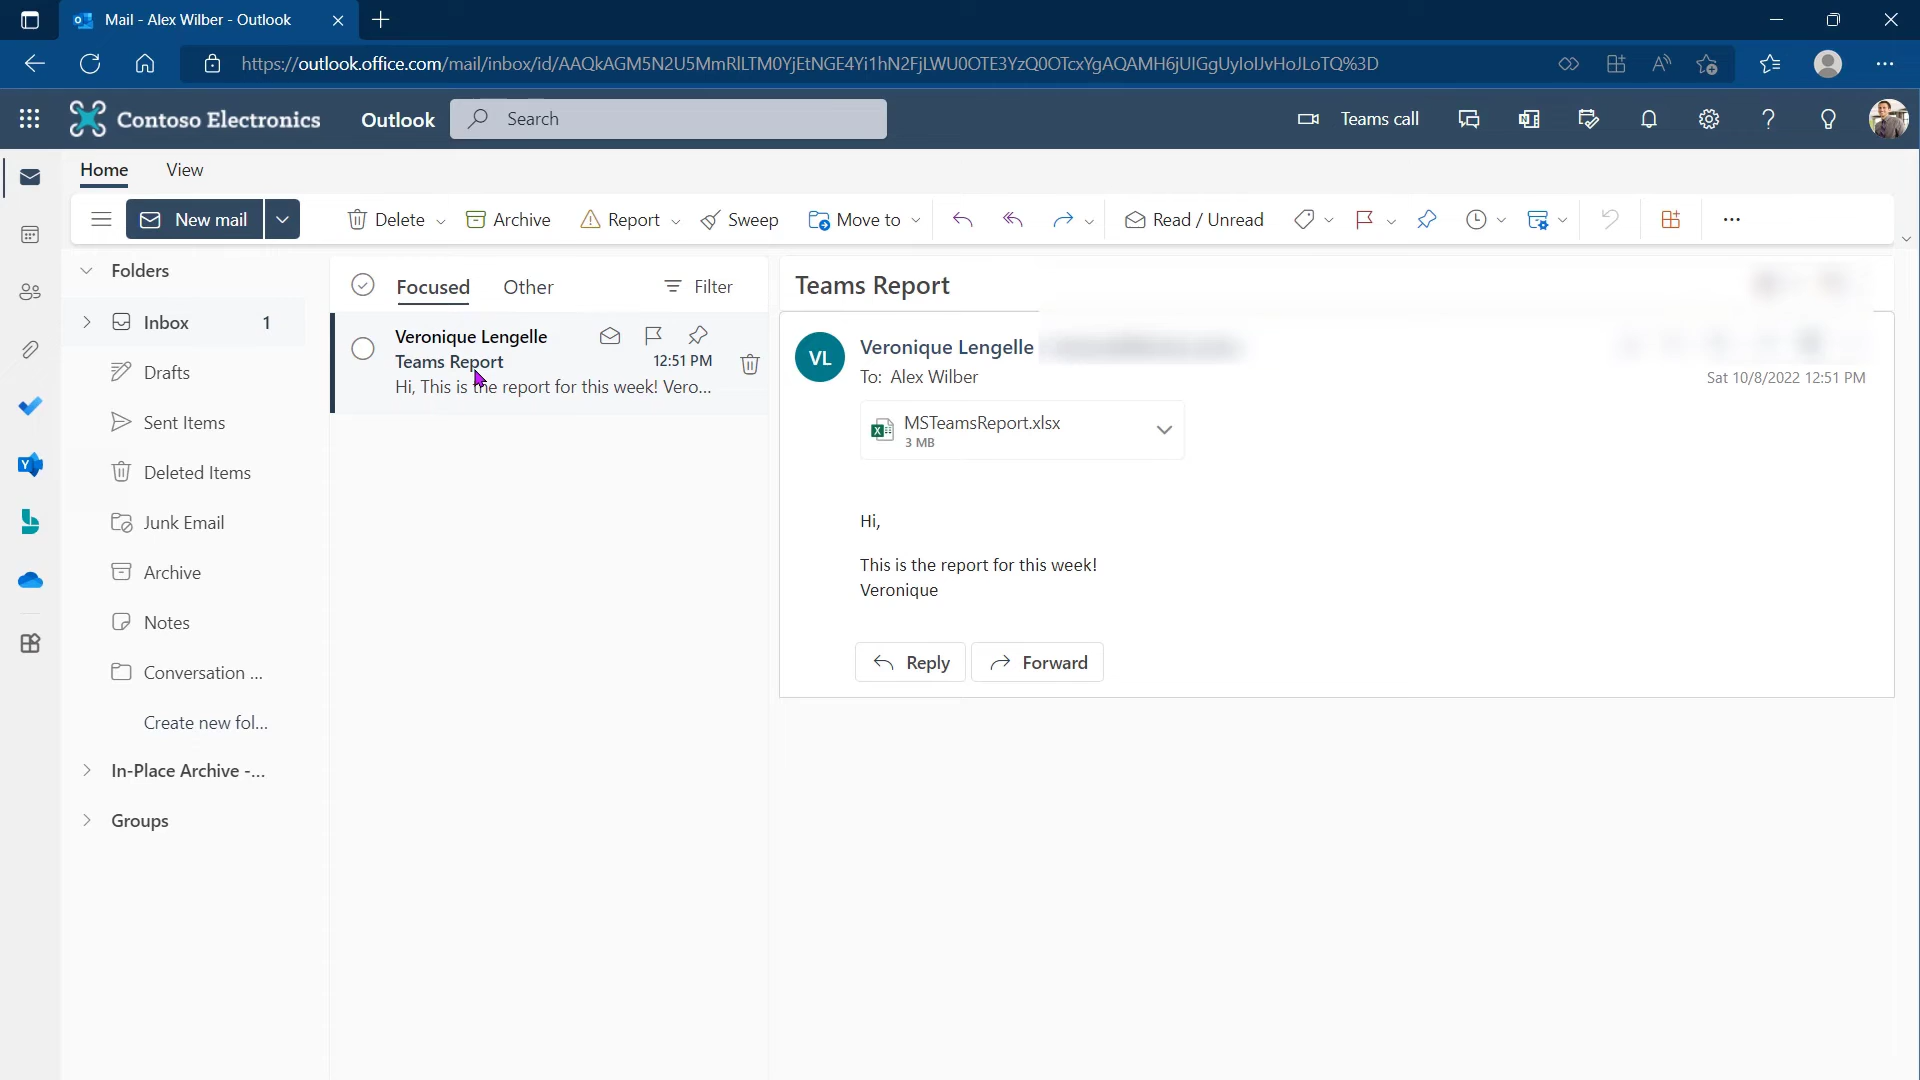 Mail - Alex Wilber - Outlook
https://outlook.office.com/mail/inbox/id/AAQkAGM5N2U5MmRlLTM0YjEtNGE4Yi1hN2FjLWU0OTE3YzQ0OTcxYgAQAMH6jUIGgUyIoIJvHoJLoTQ%3D
Contoso Electronics
Outlook
Search
Teams call
Home
View
New mail
Delete
Archive
Report
Sweep
Move to
Read / Unread
Folders
Inbox 1
Drafts
Sent Items
Deleted Items
Junk Email
Archive
Notes
Conversation ...
Create new fol...
In-Place Archive -...
Groups
Focused
Other
Filter
Veronique Lengelle
Teams Report
12:51 PM
Hi, This is the report for this week! Vero...
Teams Report
VL
Veronique Lengelle
To: Alex Wilber
Sat 10/8/2022 12:51 PM
MSTeamsReport.xlsx
3 MB
Hi,
This is the report for this week!
Veronique
Reply
Forward